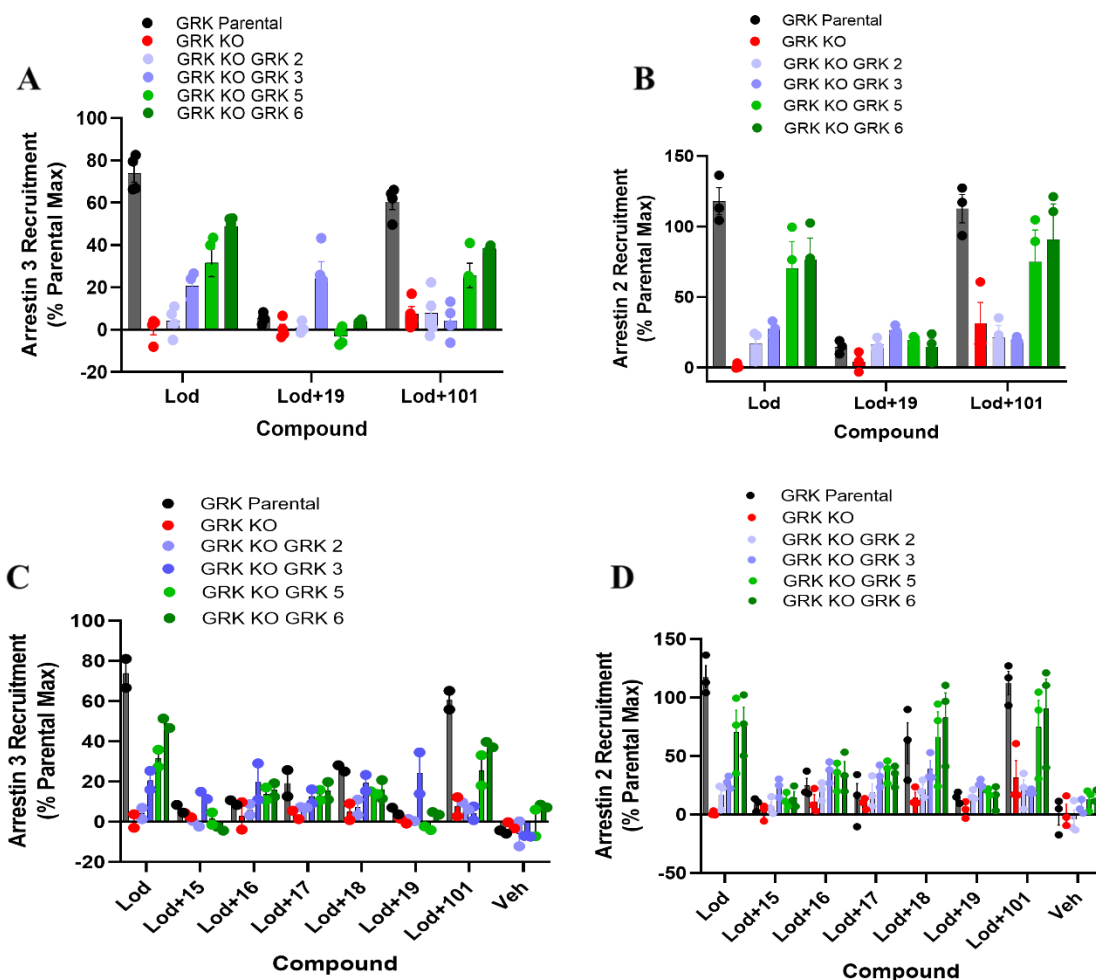 A
GRK Parental
GRK KO
GRK KO GRK 2
GRK KO GRK 3
GRK KO GRK 5
GRK KO GRK 6
Arrestin 3 Recruitment
(% Parental Max)
100
80
60
40
20
0
-20
Lod
Lod+19
Lod+101
Compound
B
GRK Parental
GRK KO
GRK KO GRK 2
GRK KO GRK 3
GRK KO GRK 5
GRK KO GRK 6
Arrestin 2 Recruitment
(% Parental Max)
150
100
50
0
Lod
Lod+19
Lod+101
Compound
C
GRK Parental
GRK KO
GRK KO GRK 2
GRK KO GRK 3
GRK KO GRK 5
GRK KO GRK 6
Arrestin 3 Recruitment
(% Parental Max)
100
80
60
40
20
0
-20
Lod
Lod+15
Lod+16
Lod+17
Lod+18
Lod+19
Lod+101
Veh
Compound
D
GRK Parental
GRK KO
GRK KO GRK 2
GRK KO GRK 3
GRK KO GRK 5
GRK KO GRK 6
Arrestin 2 Recruitment
(% Parental Max)
150
100
50
0
-50
Lod
Lod+15
Lod+16
Lod+17
Lod+18
Lod+19
Lod+101
Veh
Compound